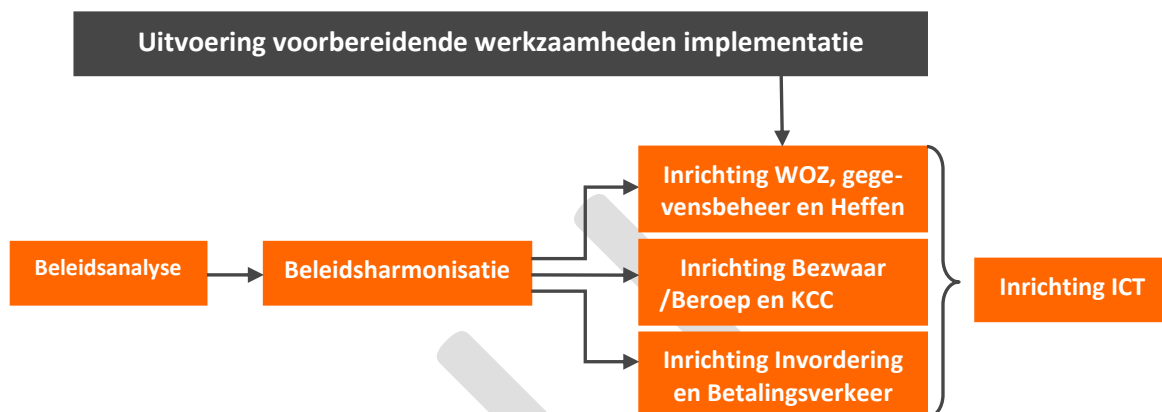 Uitvoering voorbereidende werkzaamheden implementatie
Inrichting WOZ, gege-
vensbeheer en Heffen
Beleidsanalyse
Beleidsharmonisatie
Inrichting Bezwaar
/Beroep en KCC
Inrichting ICT
Inrichting Invordering
en Betalingsverkeer